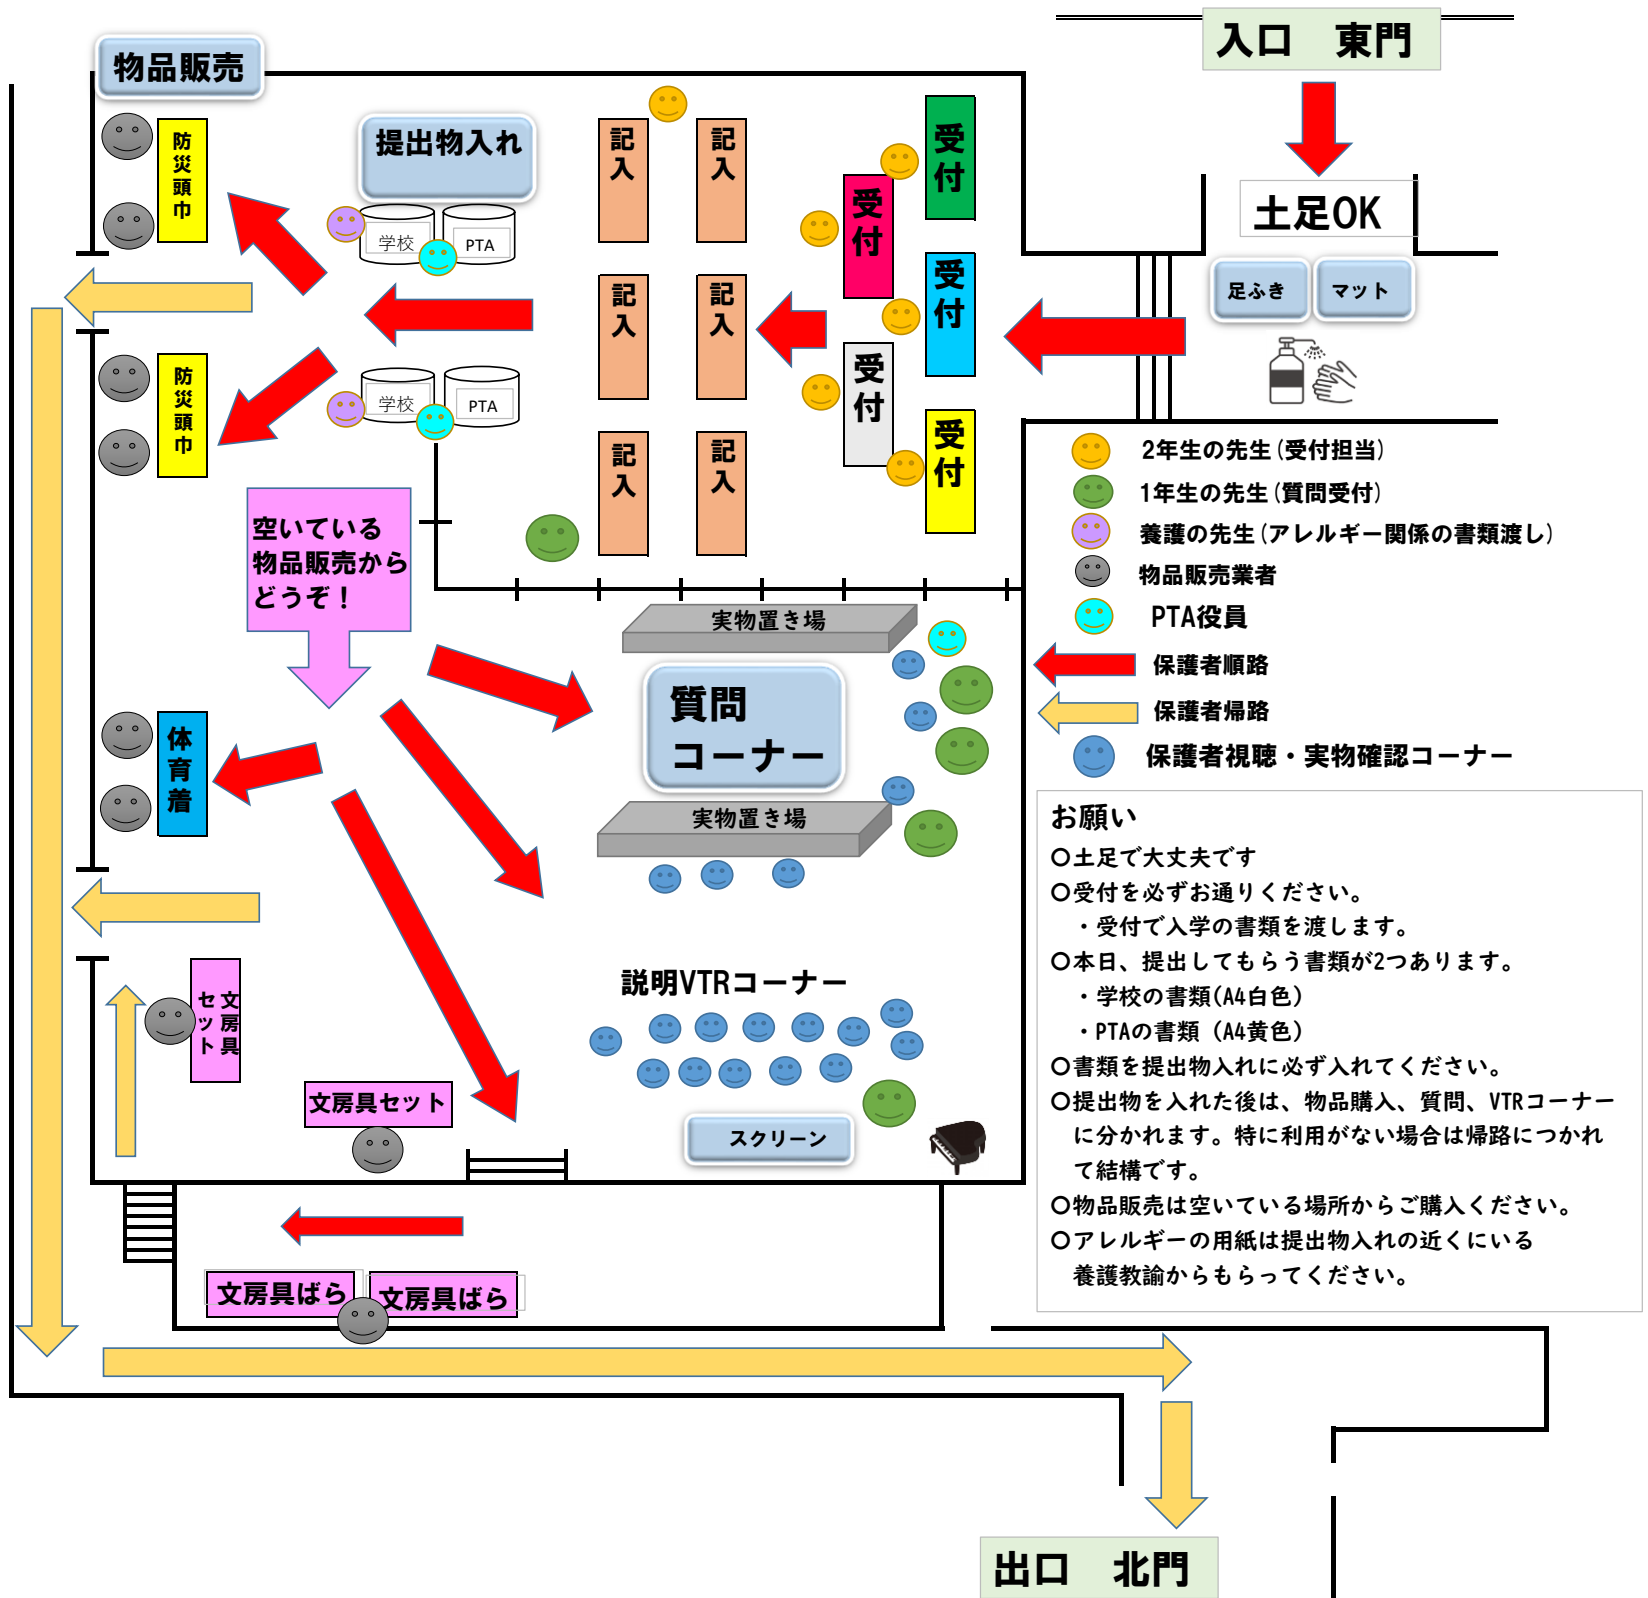 入口　東門
物品販売
土足OK
足ふき
マット
提出物入れ
学校
PTA
学校
PTA
防災頭巾
防災頭巾
記入
記入
記入
記入
記入
記入
受付
受付
受付
受付
受付
空いている
物品販売から
どうぞ！
体育着
文房具
セット
文房具セット
文房具ばら
文房具ばら
実物置き場
質問
コーナー
実物置き場
説明VTRコーナー
スクリーン
2年生の先生(受付担当)
1年生の先生(質問受付)
養護の先生(アレルギー関係の書類渡し)
物品販売業者
PTA役員
保護者順路
保護者帰路
保護者視聴・実物確認コーナー
お願い
〇土足で大丈夫です
〇受付を必ずお通りください。
・受付で入学の書類を渡します。
〇本日、提出してもらう書類が2つあります。
・学校の書類(A4白色)
・PTAの書類（A4黄色)
〇書類を提出物入れに必ず入れてください。
〇提出物を入れた後は、物品購入、質問、VTRコーナー
に分かれます。特に利用がない場合は帰路につかれ
て結構です。
〇物品販売は空いている場所からご購入ください。
〇アレルギーの用紙は提出物入れの近くにいる
養護教諭からもらってください。
出口　北門